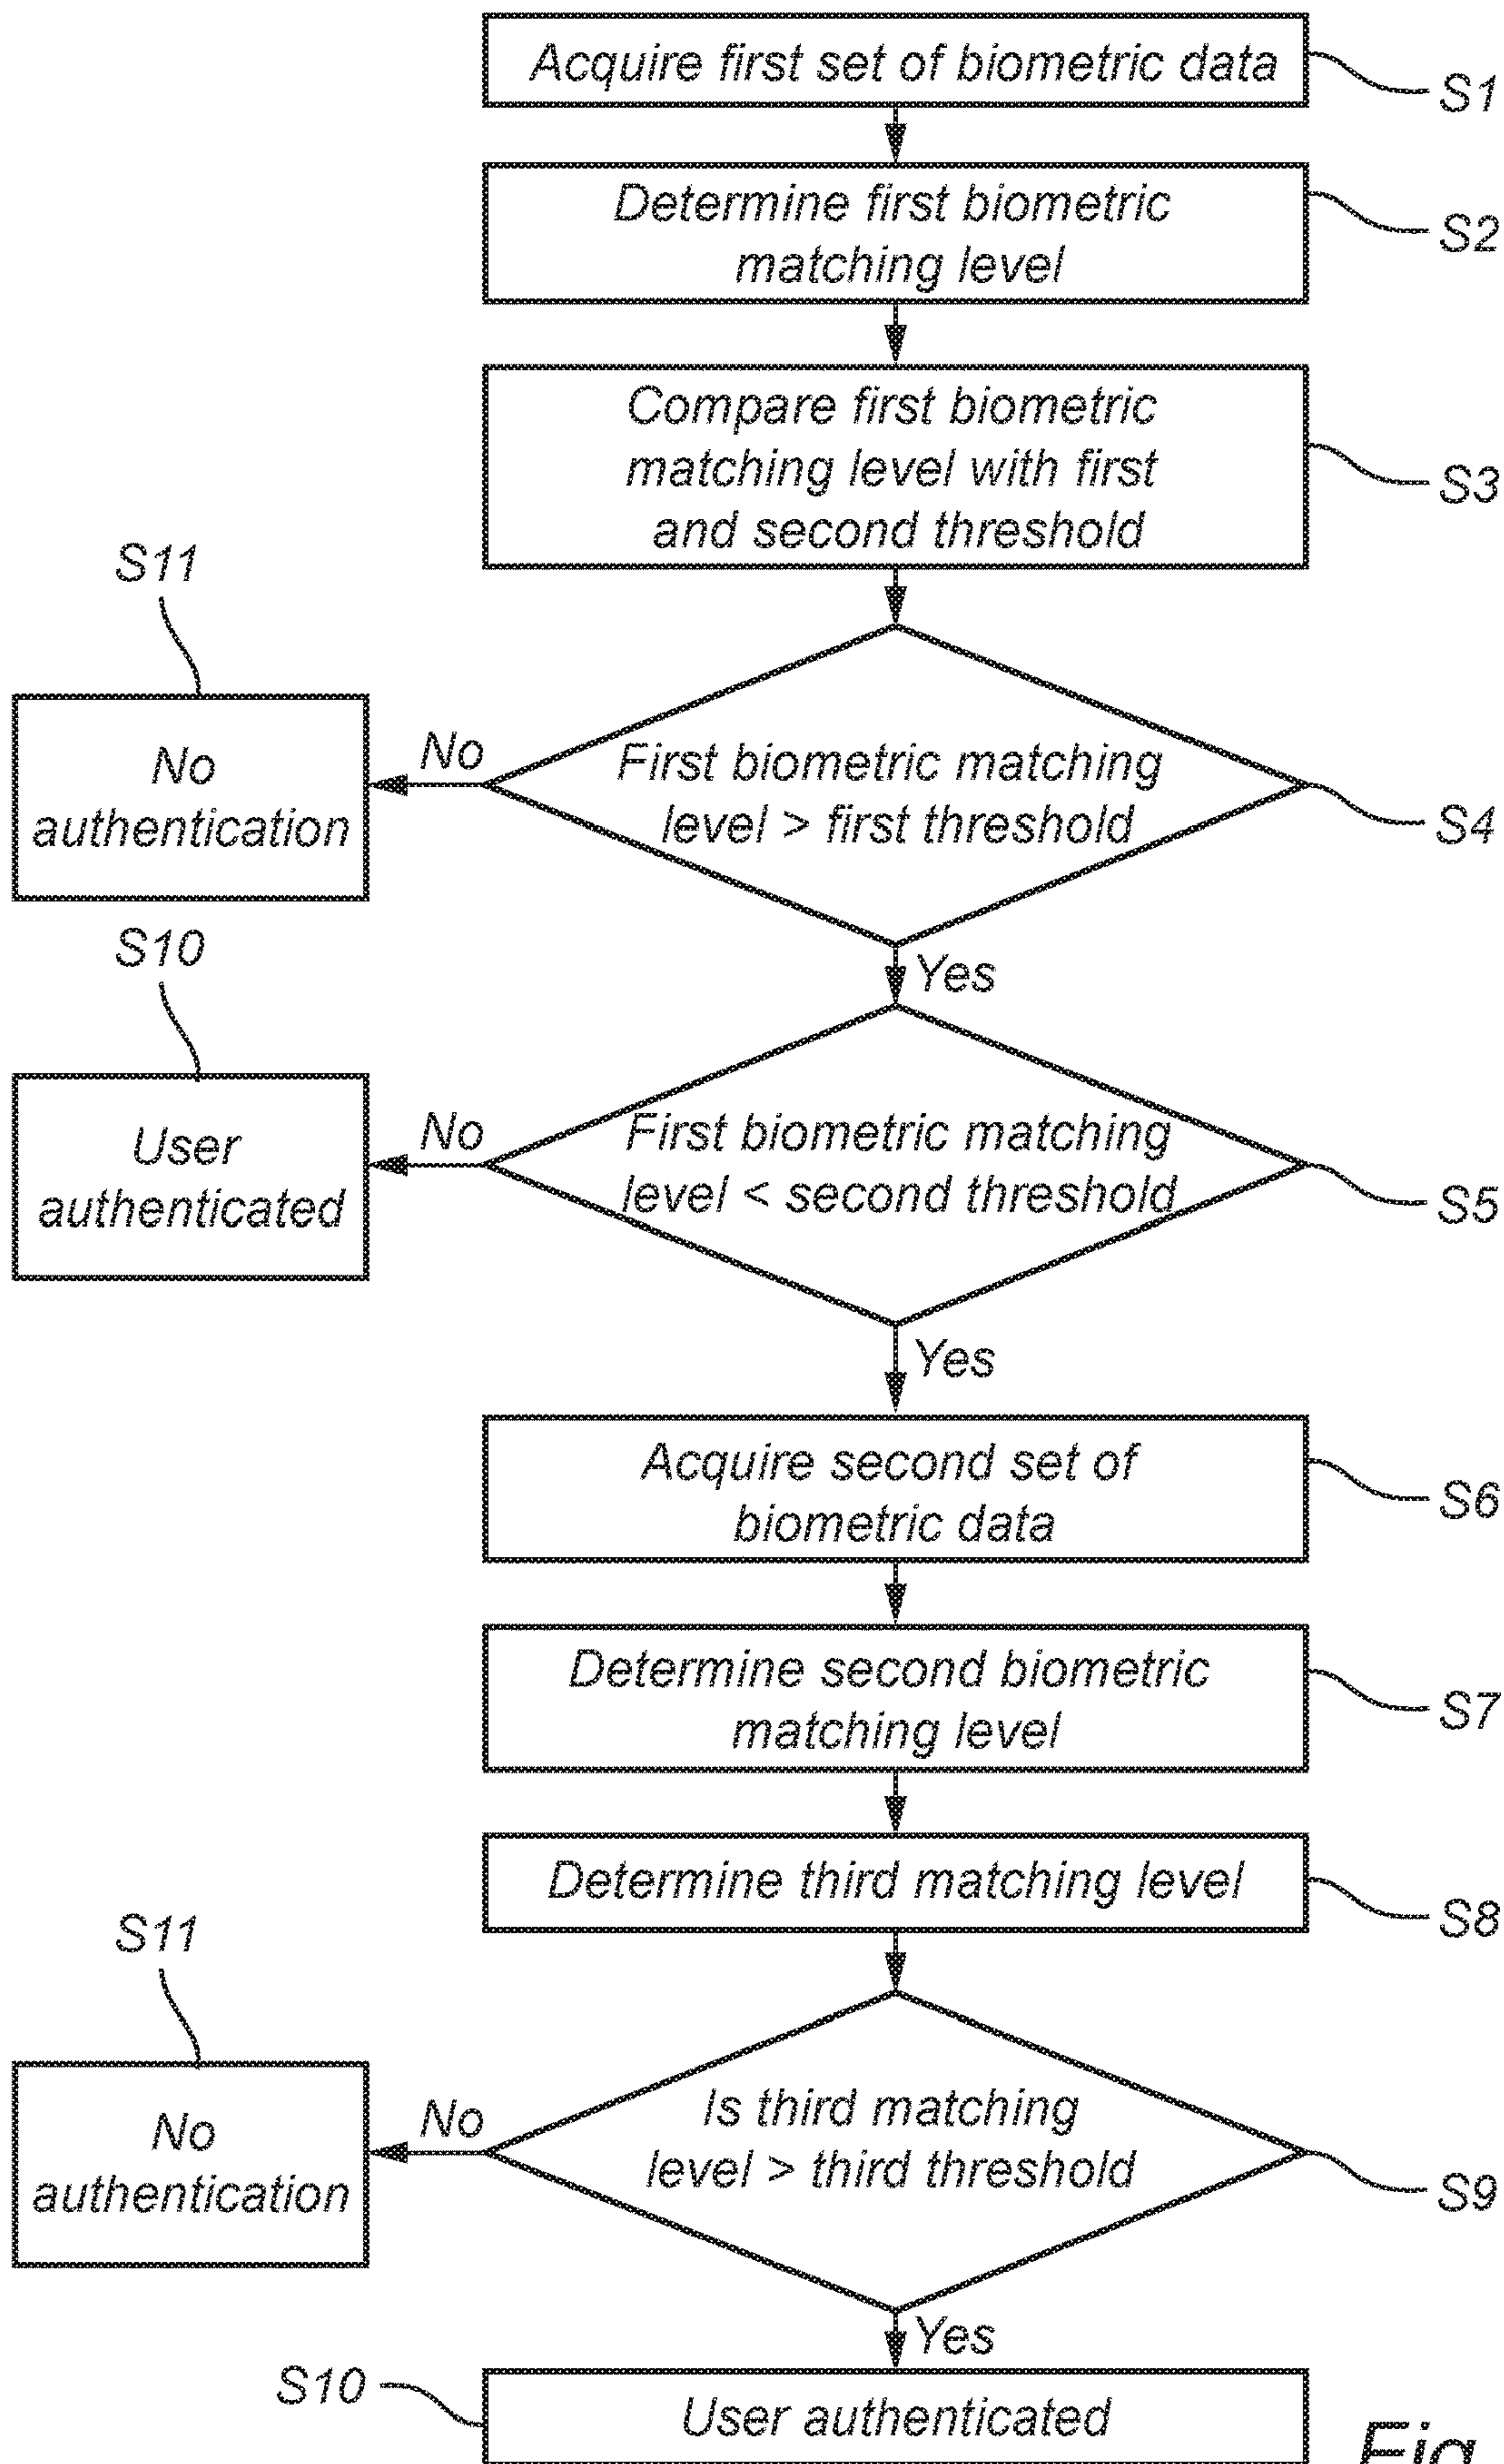 Acquire first set of biometric data
S1
Determine first biometric
matching level
S2
Compare first biometric
matching level with first
and second threshold
S3
S11
No
authentication
No
First biometric matching
level > first threshold
S4
Yes
S10
User
authenticated
No
First biometric matching
level < second threshold
S5
Yes
Acquire second set of
biometric data
S6
Determine second biometric
matching level
S7
Determine third matching level
S8
S11
No
authentication
No
Is third matching
level > third threshold
S9
Yes
S10
User authenticated
Fig